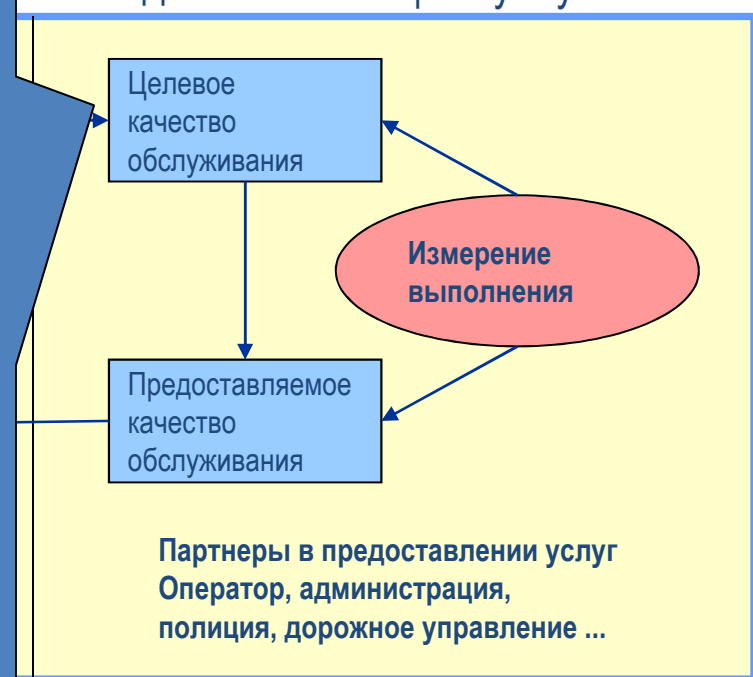 Целевое
качество
обслуживания
Измерение
выполнения
Предоставляемое
качество
обслуживания
Партнеры в предоставлении услуг
Оператор, администрация,
полиция, дорожное управление ...